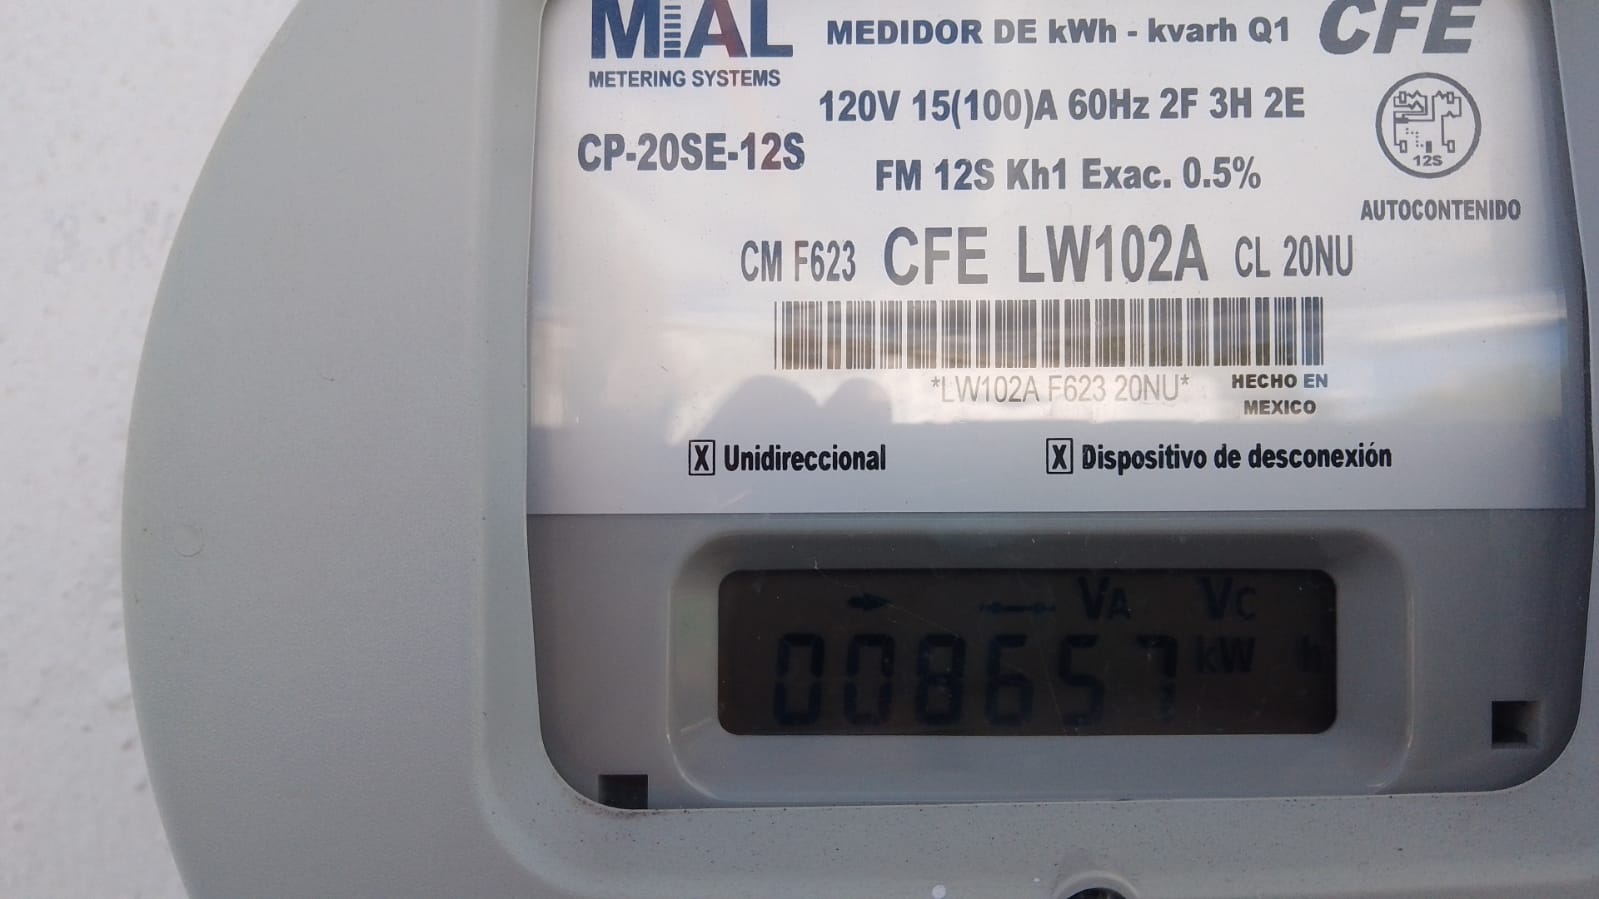 MIAL
METERING SYSTEMS
MEDIDOR DE kWh - kvarh Q1
CFE
120V 15(100)A 60Hz 2F 3H 2E
CP-20SE-12S
FM 12S Kh1 Exac. 0.5%
12S
AUTOCONTENIDO
CM F623 CFE LW102A CL 20NU
*LW102A F623 20NU*
HECHO EN
MEXICO
X Unidireccional
X Dispositivo de desconexión
VA VC
008657 kW h